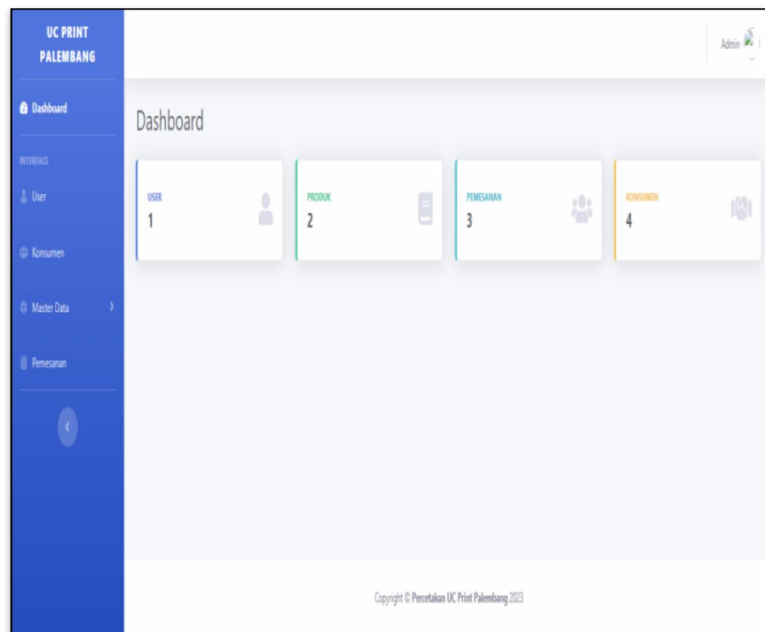 UC PRINT
PALEMBANG
Admin
Dashboard
Dashboard
INTERFACE
User
Konsumen
Master Data
Pemesanan
USER
1
PRODUK
2
PEMESANAN
3
KONSUMEN
4
Copyright © Percetakan UC Print Palembang 2023